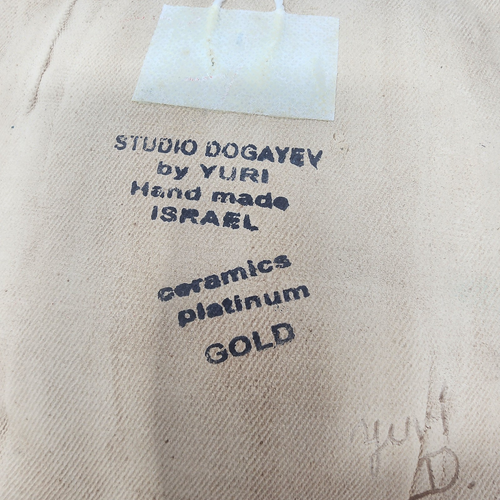 STUDIO DOGAYEV
by YURI
Hand made
ISRAEL
ceramics
platinum
GOLD
D.